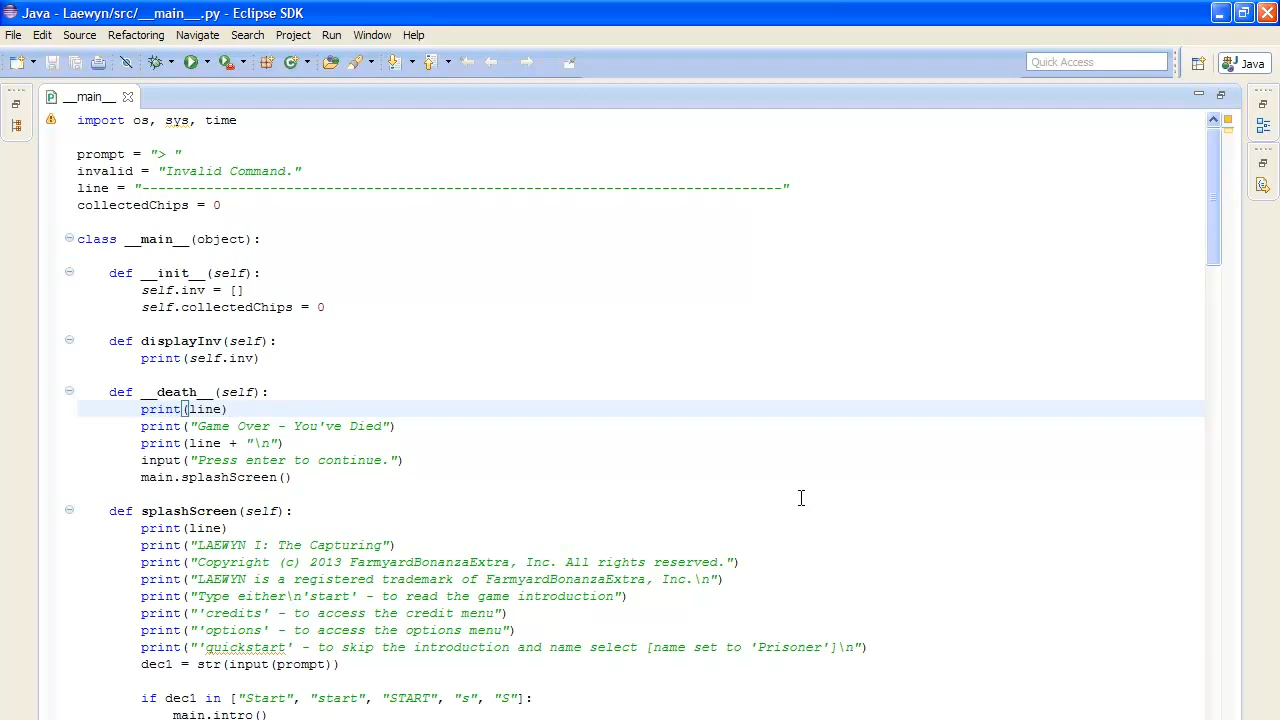 Java - Laewyn/src/__main__.py - Eclipse SDK
File Edit Source Refactoring Navigate Search Project Run Window Help
Quick Access
Java
__main__
import os, sys, time
prompt = "> "
invalid = "Invalid Command."
line = "--------------------------------------------------------------------------------"
collectedChips = 0
class __main__(object):
def __init__(self):
self.inv = []
self.collectedChips = 0
def displayInv(self):
print(self.inv)
def __death__(self):
print(line)
print("Game Over - You've Died")
print(line + "\n")
input("Press enter to continue.")
main.splashScreen()
def splashScreen(self):
print(line)
print("LAEWYN I: The Capturing")
print("Copyright (c) 2013 FarmyardBonanzaExtra, Inc. All rights reserved.")
print("LAEWYN is a registered trademark of FarmyardBonanzaExtra, Inc.\n")
print("Type either\n'start' - to read the game introduction")
print("'credits' - to access the credit menu")
print("'options' - to access the options menu")
print("'quickstart' - to skip the introduction and name select [name set to 'Prisoner']\n")
dec1 = str(input(prompt))
if dec1 in ["Start", "start", "START", "s", "S"]:
main.intro()